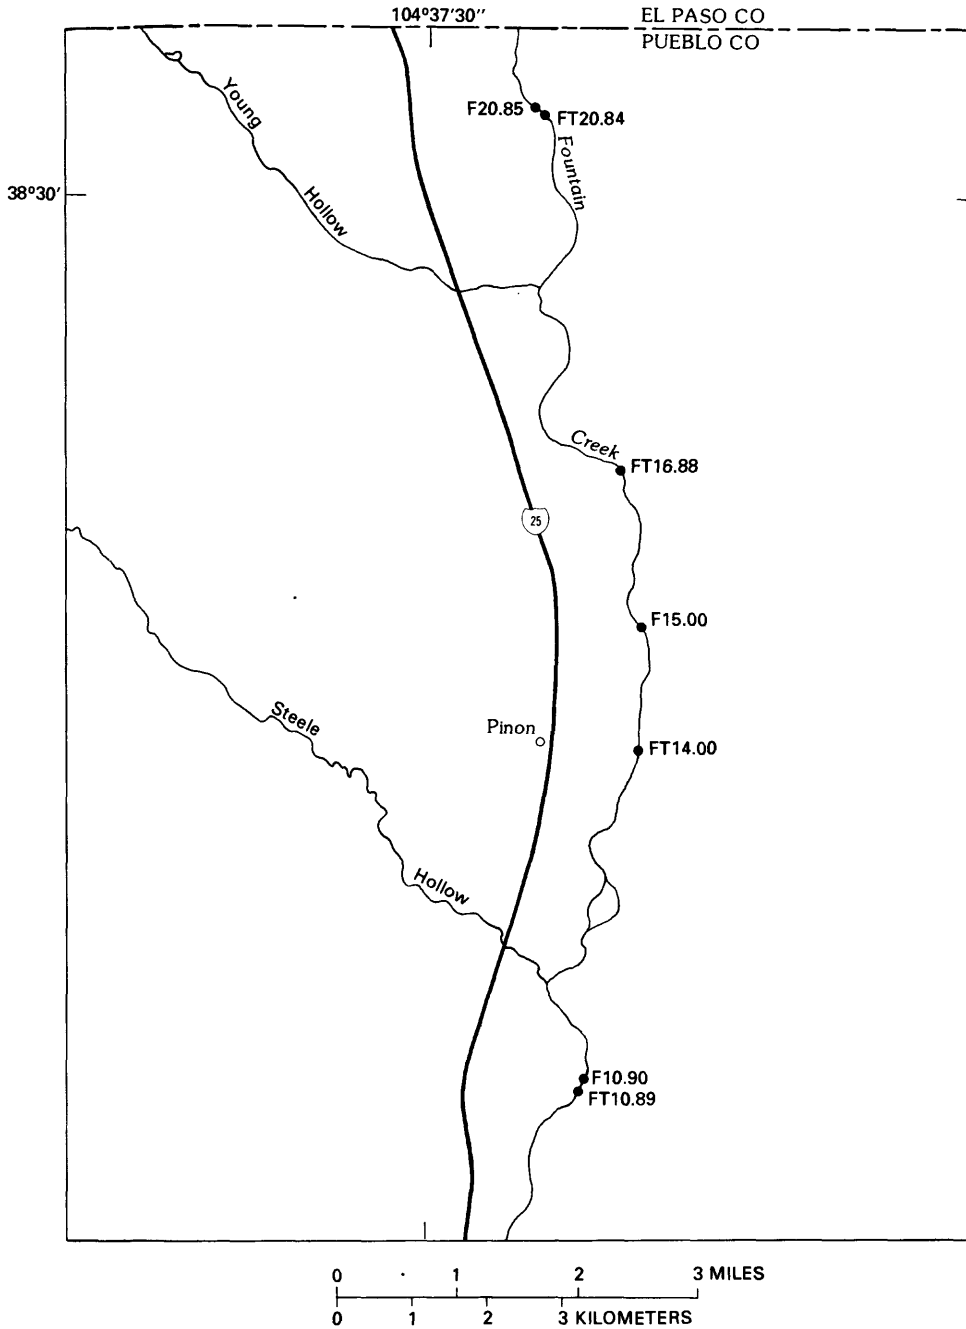 104°37'30''
EL PASO CO
PUEBLO CO
Young
F20.85
FT20.84
Fountain
38°30'
Hollow
Creek
FT16.88
25
F15.00
Steele
Pinon
FT14.00
Hollow
F10.90
FT10.89
0 1 2 3 MILES
0 1 2 3 KILOMETERS